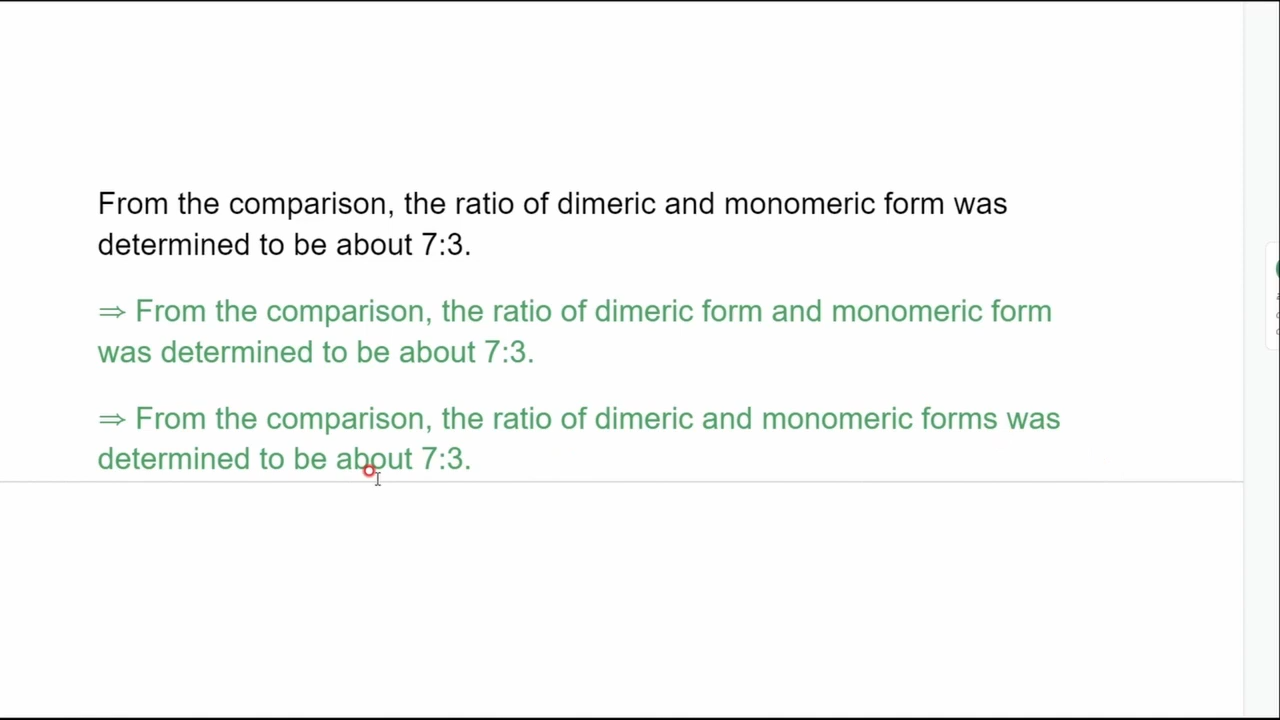 From the comparison, the ratio of dimeric and monomeric form was
determined to be about 7:3.
⇒ From the comparison, the ratio of dimeric form and monomeric form
was determined to be about 7:3.
⇒ From the comparison, the ratio of dimeric and monomeric forms was
determined to be about 7:3.